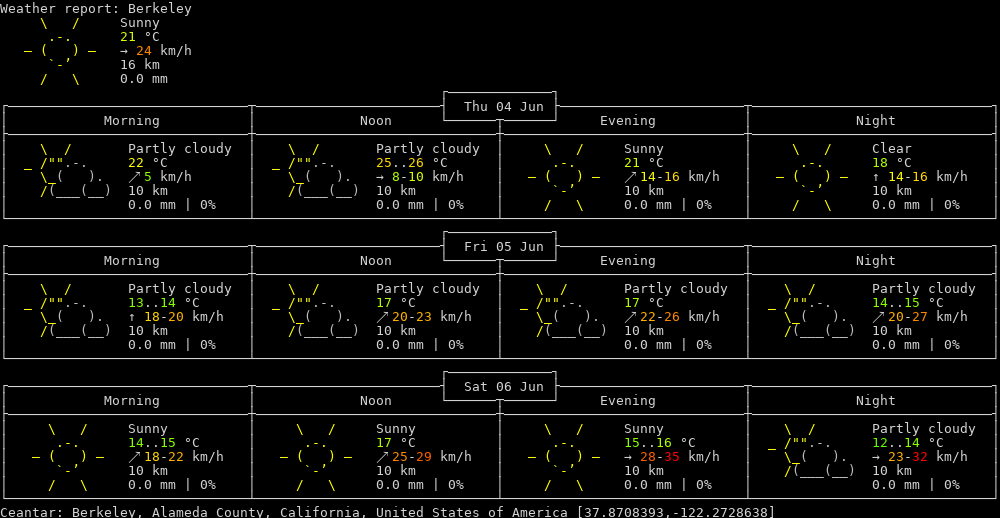 Weather report: Berkeley
Sunny
21 °C
→ 24 km/h
16 km
0.0 mm
Thu 04 Jun
Morning Noon Evening Night
Partly cloudy Partly cloudy Sunny Clear
22 °C 25..26 °C 21 °C 18 °C
↗ 5 km/h → 8-10 km/h ↗ 14-16 km/h ↑ 14-16 km/h
10 km 10 km 10 km 10 km
0.0 mm | 0% 0.0 mm | 0% 0.0 mm | 0% 0.0 mm | 0%
Fri 05 Jun
Morning Noon Evening Night
Partly cloudy Partly cloudy Partly cloudy Partly cloudy
13..14 °C 17 °C 17 °C 14..15 °C
↑ 18-20 km/h ↗ 20-23 km/h ↗ 22-26 km/h ↗ 20-27 km/h
10 km 10 km 10 km 10 km
0.0 mm | 0% 0.0 mm | 0% 0.0 mm | 0% 0.0 mm | 0%
Sat 06 Jun
Morning Noon Evening Night
Sunny Sunny Sunny Partly cloudy
14..15 °C 17 °C 15..16 °C 12..14 °C
↗ 18-22 km/h ↗ 25-29 km/h → 28-35 km/h → 23-32 km/h
10 km 10 km 10 km 10 km
0.0 mm | 0% 0.0 mm | 0% 0.0 mm | 0% 0.0 mm | 0%
Ceantar: Berkeley, Alameda County, California, United States of America [37.8708393,-122.2728638]